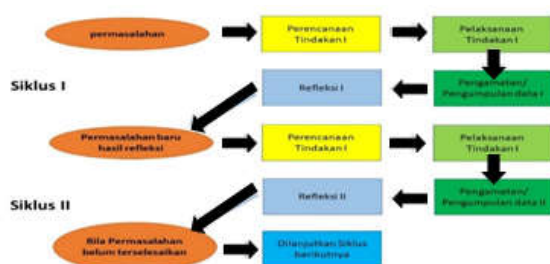 permasalahan
Perencanaan
Tindakan I
Pelaksanaan
Tindakan I
Siklus I
Refleksi I
Pengamatan/
Pengumpulan data I
Permasalahan baru
hasil refleksi
Perencanaan
Tindakan I
Pelaksanaan
Tindakan I
Siklus II
Refleksi II
Pengamatan/
Pengumpulan data II
Bila Permasalahan
belum terselesaikan
Dilanjutkan Siklus
berikutnya